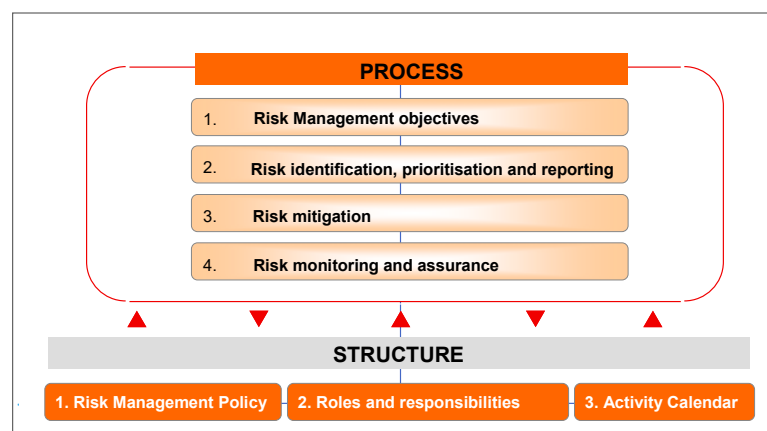 PROCESS
1. Risk Management objectives
2. Risk identification, prioritisation and reporting
3. Risk mitigation
4. Risk monitoring and assurance
STRUCTURE
1. Risk Management Policy 2. Roles and responsibilities 3. Activity Calendar